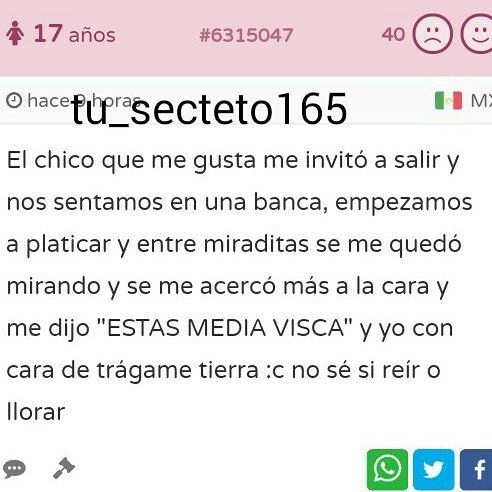 17 años #6315047 40
hace 9 horas MX
tu_secteto165
El chico que me gusta me invitó a salir y
nos sentamos en una banca, empezamos
a platicar y entre miraditas se me quedó
mirando y se me acercó más a la cara y
me dijo "ESTAS MEDIA VISCA" y yo con
cara de trágame tierra :c no sé si reír o
llorar